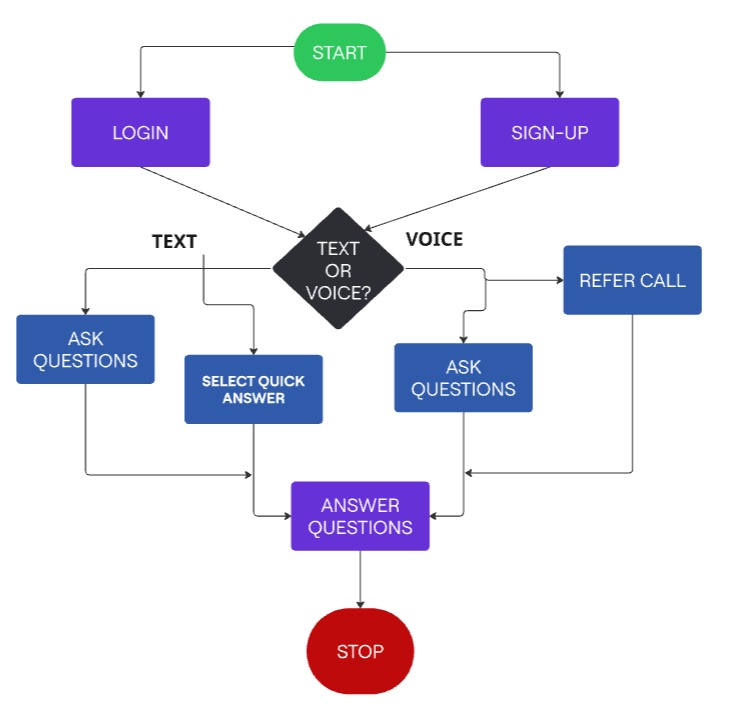 START
LOGIN
SIGN-UP
TEXT
OR
VOICE?
TEXT
VOICE
REFER CALL
ASK
QUESTIONS
SELECT QUICK
ANSWER
ASK
QUESTIONS
ANSWER
QUESTIONS
STOP